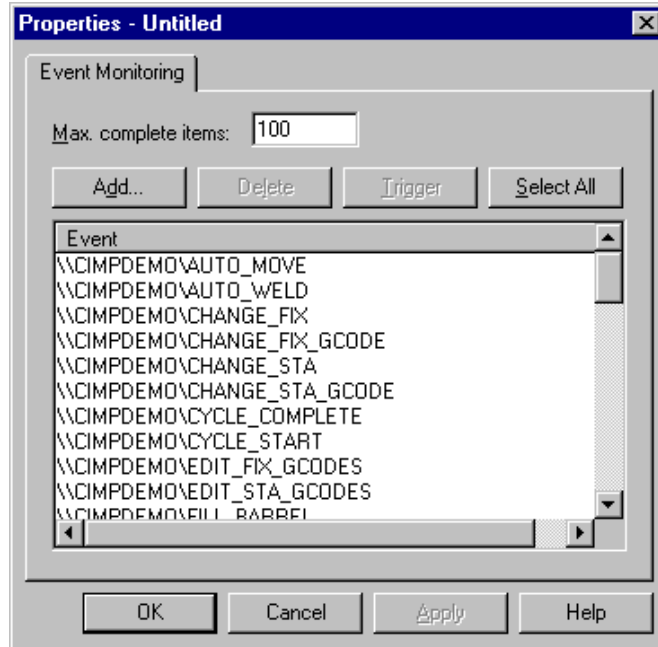 Properties - Untitled
Event Monitoring
Max. complete items: 100
Add... Delete Trigger Select All
Event
\\CIMPDEMO\AUTO_MOVE
\\CIMPDEMO\AUTO_WELD
\\CIMPDEMO\CHANGE_FIX
\\CIMPDEMO\CHANGE_FIX_GCODE
\\CIMPDEMO\CHANGE_STA
\\CIMPDEMO\CHANGE_STA_GCODE
\\CIMPDEMO\CYCLE_COMPLETE
\\CIMPDEMO\CYCLE_START
\\CIMPDEMO\EDIT_FIX_GCODES
\\CIMPDEMO\EDIT_STA_GCODES
\\CIMPDEMO\FILL_BARREL
OK Cancel Apply Help